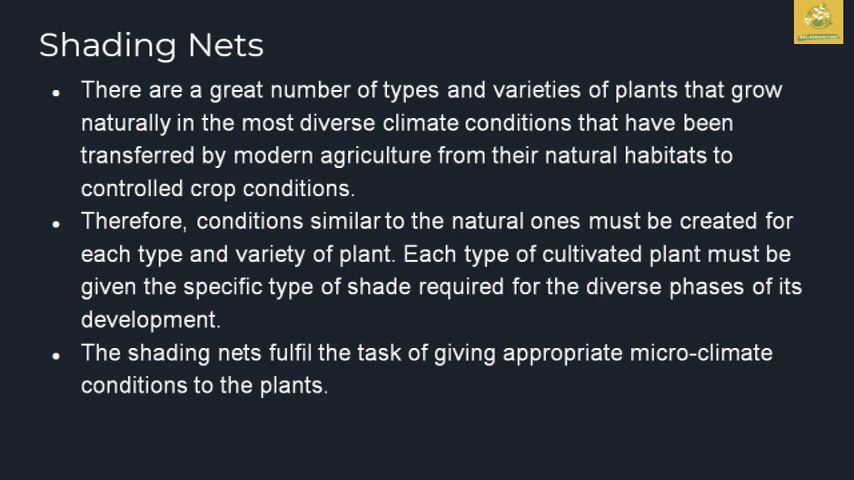 Shading Nets
• There are a great number of types and varieties of plants that grow
naturally in the most diverse climate conditions that have been
transferred by modern agriculture from their natural habitats to
controlled crop conditions.
• Therefore, conditions similar to the natural ones must be created for
each type and variety of plant. Each type of cultivated plant must be
given the specific type of shade required for the diverse phases of its
development.
• The shading nets fulfil the task of giving appropriate micro-climate
conditions to the plants.